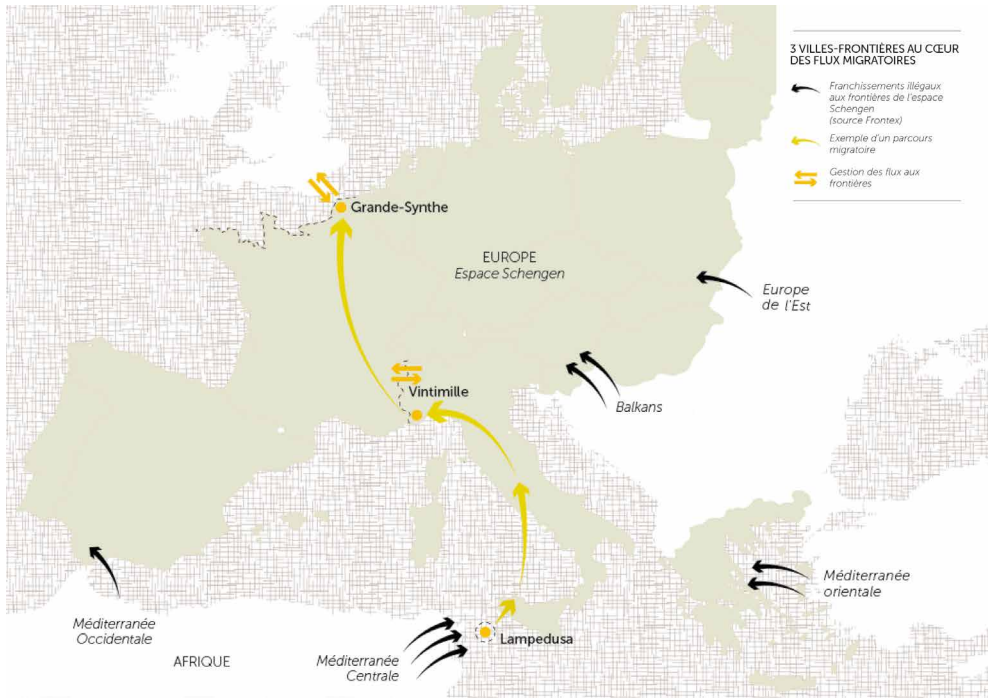 3 VILLES-FRONTIÈRES AU CŒUR
DES FLUX MIGRATOIRES
Franchissements illégaux
aux frontières de l'espace
Schengen
(source Frontex)
Exemple d'un parcours
migratoire
Gestion des flux aux
frontières
Grande-Synthe
EUROPE
Espace Schengen
Europe
de l'Est
Vintimille
Balkans
Méditerranée
orientale
Méditerranée
Occidentale
Lampedusa
AFRIQUE
Méditerranée
Centrale